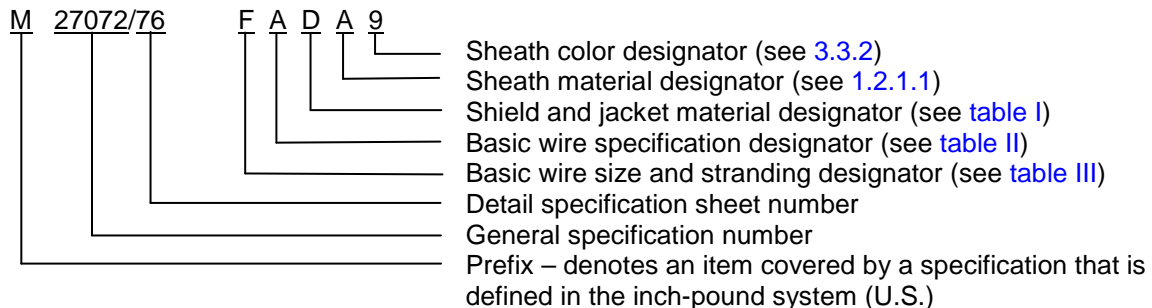 M 27072/76 F A D A 9
Sheath color designator (see 3.3.2)
Sheath material designator (see 1.2.1.1)
Shield and jacket material designator (see table I)
Basic wire specification designator (see table II)
Basic wire size and stranding designator (see table III)
Detail specification sheet number
General specification number
Prefix – denotes an item covered by a specification that is
defined in the inch-pound system (U.S.)